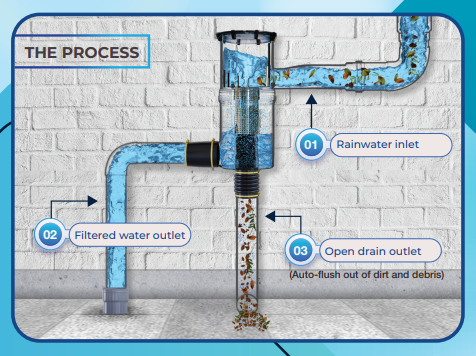 THE PROCESS
01 Rainwater inlet
02 Filtered water outlet
03 Open drain outlet
(Auto-flush out of dirt and debris)